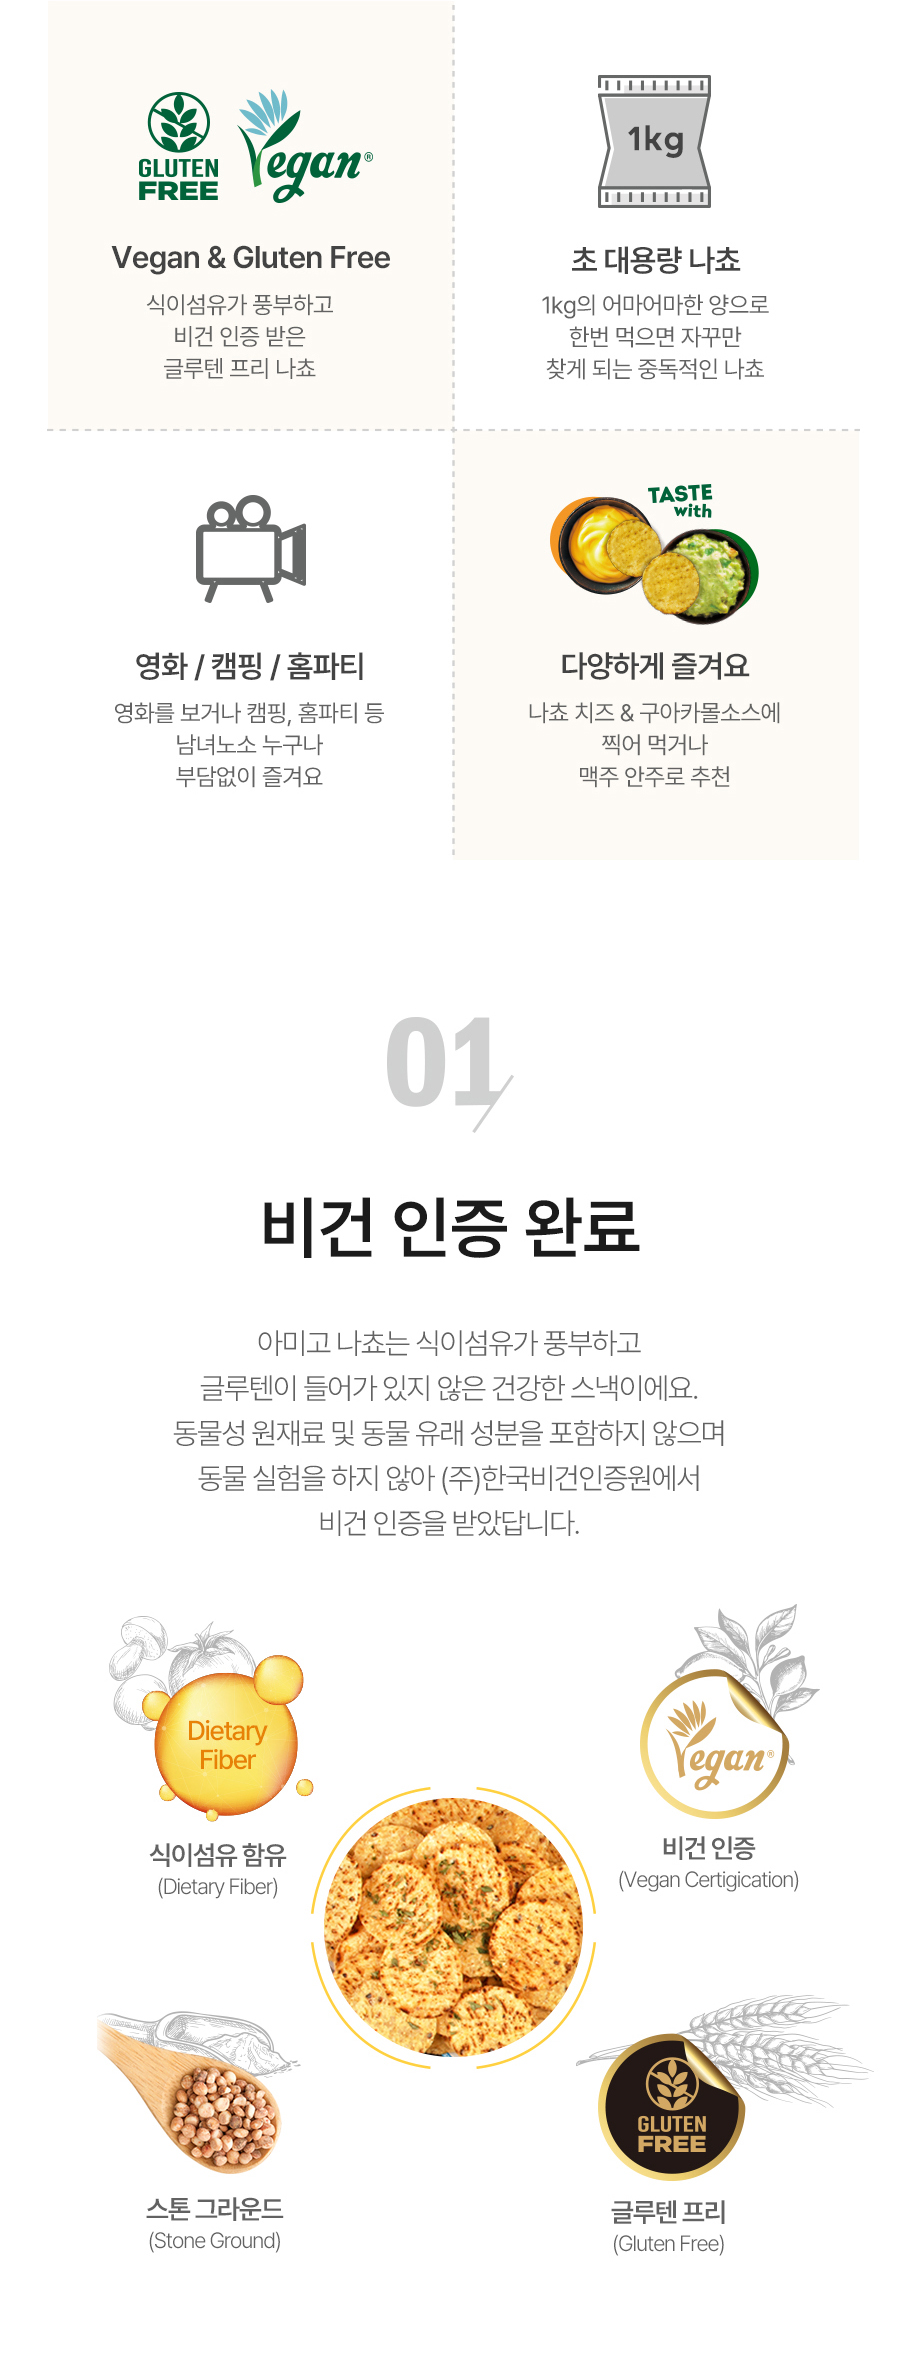 GLUTEN
FREE
Vegan®
Vegan & Gluten Free
식이섬유가 풍부하고
비건 인증 받은
글루텐 프리 나쵸
1kg
초 대용량 나쵸
1kg의 어마어마한 양으로
한번 먹으면 자꾸만
찾게 되는 중독적인 나쵸
영화 / 캠핑 / 홈파티
영화를 보거나 캠핑, 홈파티 등
남녀노소 누구나
부담없이 즐겨요
TASTE
with
다양하게 즐겨요
나쵸 치즈 & 구아카몰소스에
찍어 먹거나
맥주 안주로 추천
01
비건 인증 완료
아미고 나쵸는 식이섬유가 풍부하고
글루텐이 들어가 있지 않은 건강한 스낵이에요.
동물성 원재료 및 동물 유래 성분을 포함하지 않으며
동물 실험을 하지 않아 (주)한국비건인증원에서
비건 인증을 받았답니다.
Dietary
Fiber
식이섬유 함유
(Dietary Fiber)
Vegan®
비건 인증
(Vegan Certigication)
스톤 그라운드
(Stone Ground)
GLUTEN
FREE
글루텐 프리
(Gluten Free)